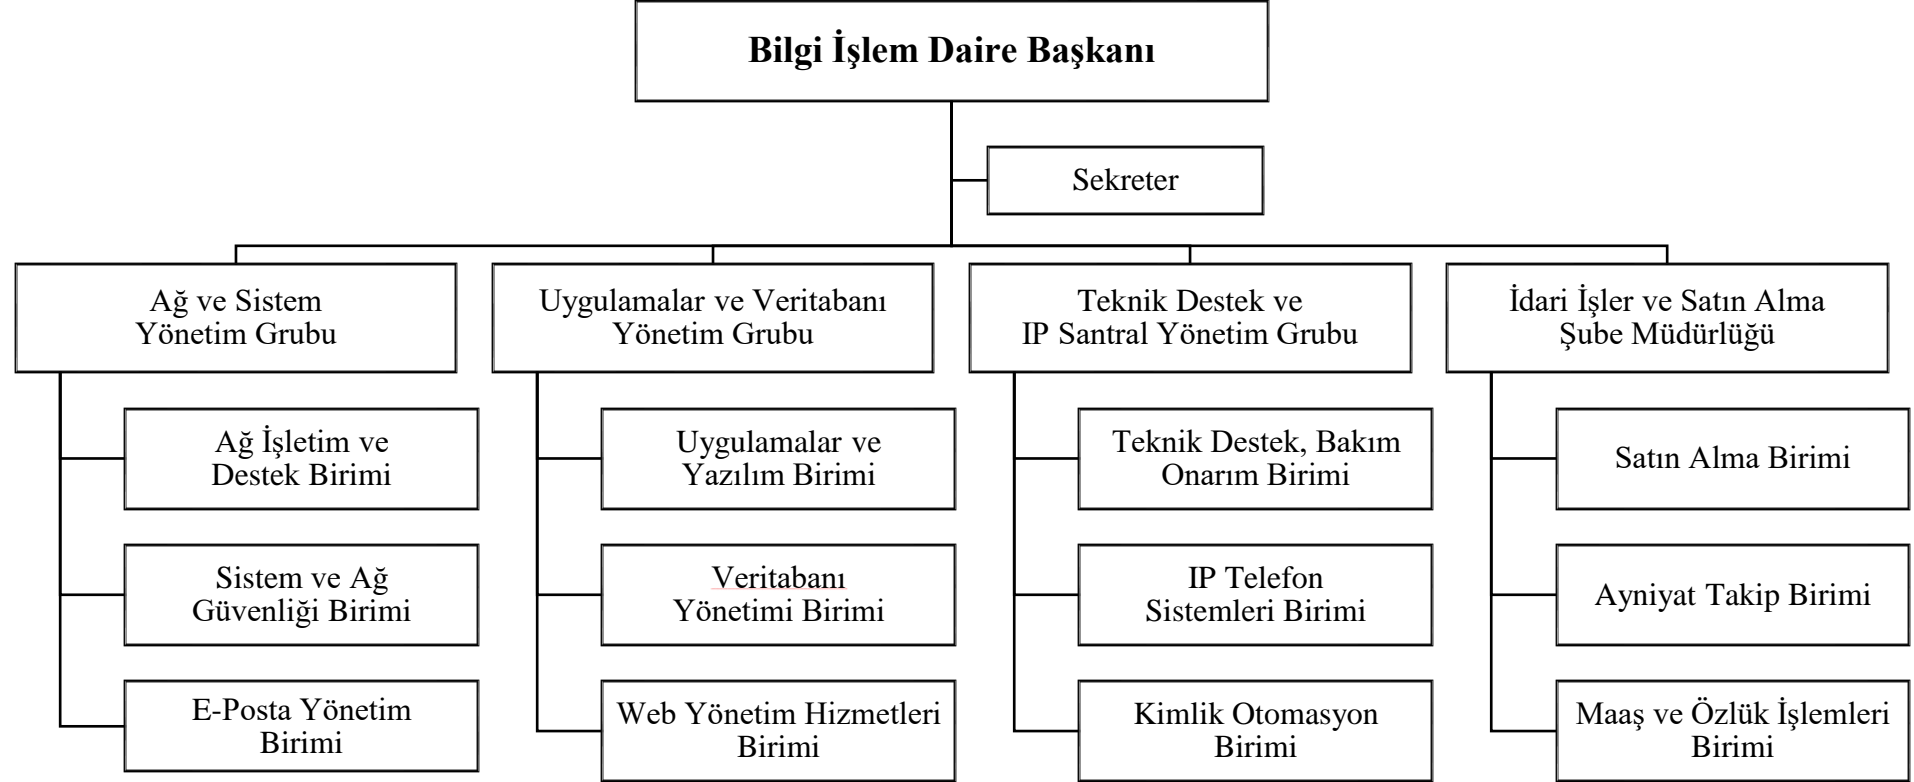 Bilgi İşlem Daire Başkanı
Sekreter
Ağ ve Sistem
Yönetim Grubu
Ağ İşletim ve
Destek Birimi
Sistem ve Ağ
Güvenliği Birimi
E-Posta Yönetim
Birimi
Uygulamalar ve Veritabanı
Yönetim Grubu
Uygulamalar ve
Yazılım Birimi
Veritabanı
Yönetimi Birimi
Web Yönetim Hizmetleri
Birimi
Teknik Destek ve
IP Santral Yönetim Grubu
Teknik Destek, Bakım
Onarım Birimi
IP Telefon
Sistemleri Birimi
Kimlik Otomasyon
Birimi
İdari İşler ve Satın Alma
Şube Müdürlüğü
Satın Alma Birimi
Ayniyat Takip Birimi
Maaş ve Özlük İşlemleri
Birimi